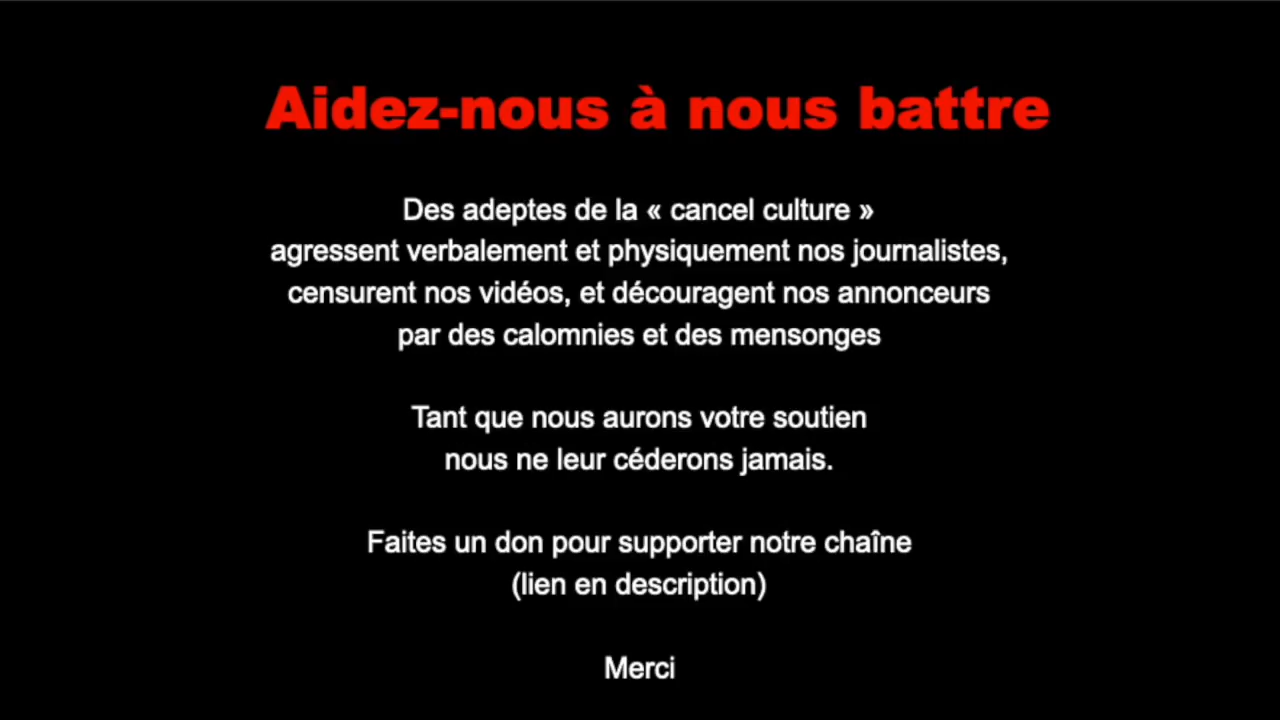 Aidez-nous à nous battre
Des adeptes de la « cancel culture »
agressent verbalement et physiquement nos journalistes,
censurent nos vidéos, et découragent nos annonceurs
par des calomnies et des mensonges
Tant que nous aurons votre soutien
nous ne leur céderons jamais.
Faites un don pour supporter notre chaîne
(lien en description)
Merci